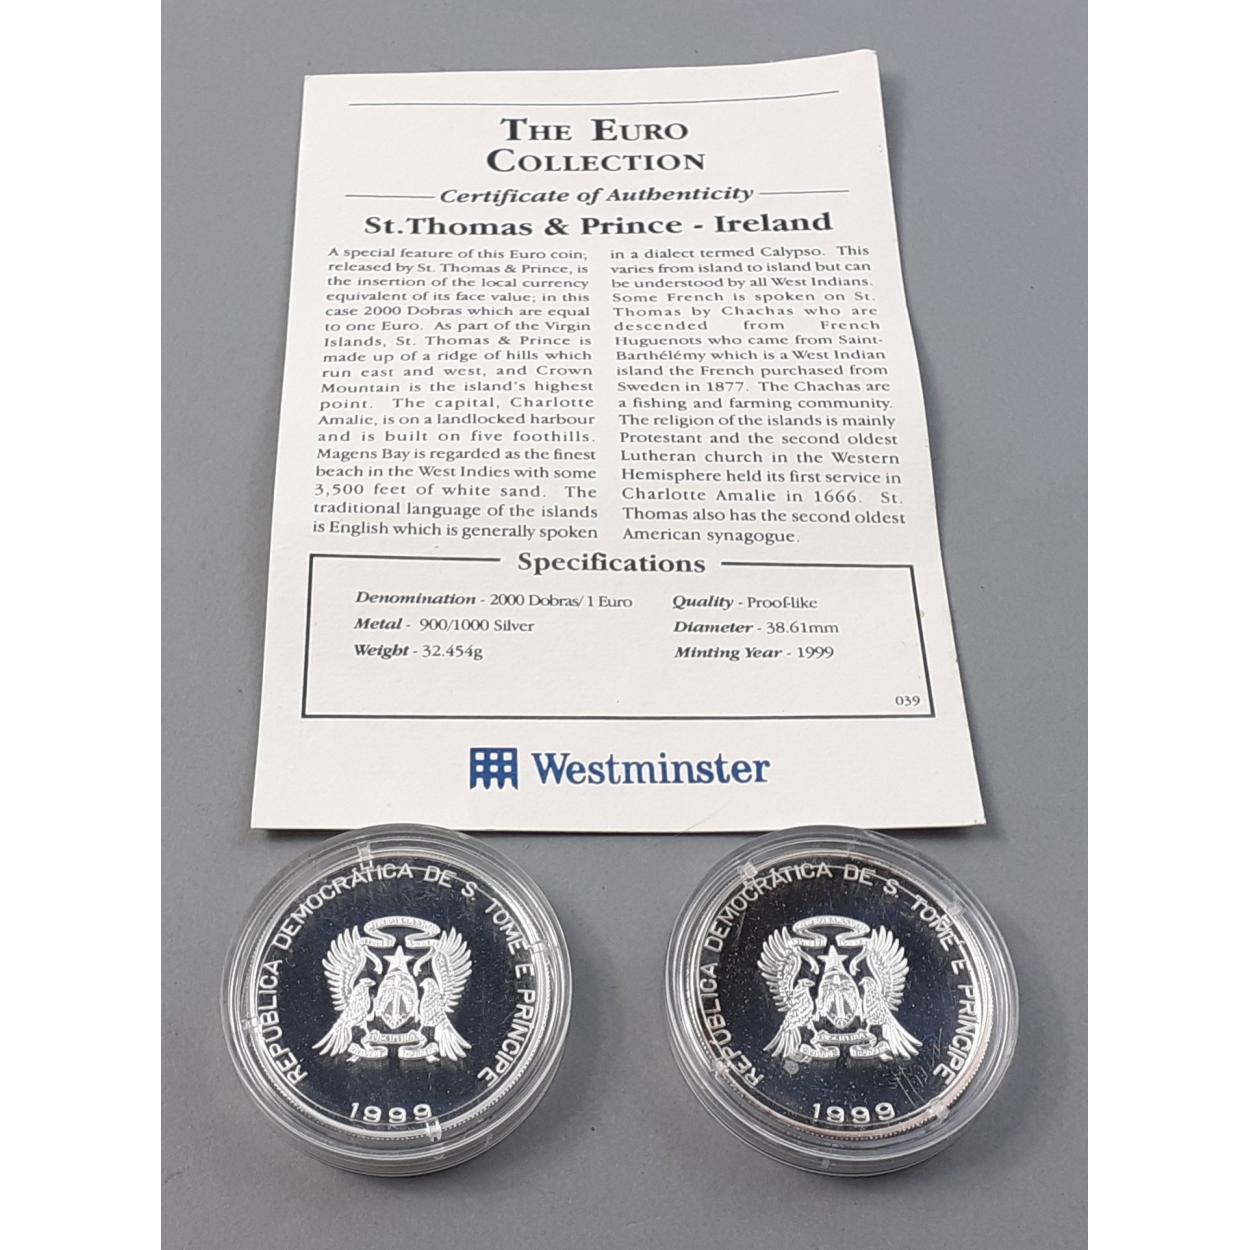 THE EURO
COLLECTION
Certificate of Authenticity
St.Thomas & Prince - Ireland
A special feature of this Euro coin,
released by St. Thomas & Prince, is
the insertion of the local currency
equivalent of its face value; in this
case 2000 Dobras which are equal
to one Euro. As part of the Virgin
Islands, St. Thomas & Prince is
made up of a ridge of hills which
run east and west, and Crown
Mountain is the island's highest
point. The capital, Charlotte
Amalie, is on a landlocked harbour
and is built on five foothills.
Magens Bay is regarded as the finest
beach in the West Indies with some
3,500 feet of white sand. The
traditional language of the islands
is English which is generally spoken
in a dialect termed Calypso. This
varies from island to island but can
be understood by all West Indians.
Some French is spoken on St.
Thomas by Chachas who are
descended from French
Huguenots who came from Saint-
Barthélémy which is a West Indian
island the French purchased from
Sweden in 1877. The Chachas are
a fishing and farming community.
The religion of the islands is mainly
Protestant and the second oldest
Lutheran church in the Western
Hemisphere held its first service in
Charlotte Amalie in 1666. St.
Thomas also has the second oldest
American synagogue.
Specifications
Denomination - 2000 Dobras/ 1 Euro
Metal - 900/1000 Silver
Weight - 32.454g
Quality - Proof-like
Diameter - 38.61mm
Minting Year - 1999
039
Westminster
REPUBLICA DEMOCRÁTICA DE S. TOMÉ E PRÍNCIPE
DISCIPLINA
1999
REPUBLICA DEMOCRÁTICA DE S. TOMÉ E PRÍNCIPE
DISCIPLINA
1999